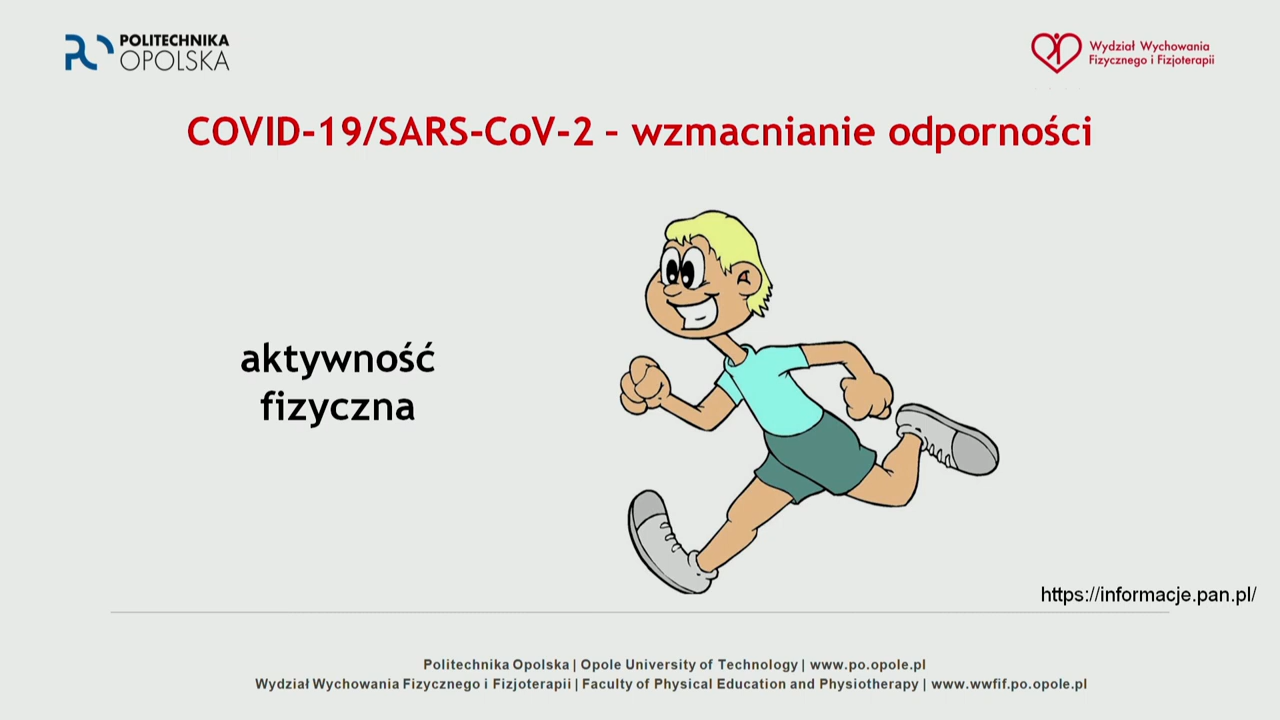 POLITECHNIKA
OPOLSKA
Wydział Wychowania
Fizycznego i Fizjoterapii
COVID-19/SARS-CoV-2 – wzmacnianie odporności
aktywność
fizyczna
https://informacje.pan.pl/
Politechnika Opolska | Opole University of Technology | www.po.opole.pl
Wydział Wychowania Fizycznego i Fizjoterapii | Faculty of Physical Education and Physiotherapy | www.wwfif.po.opole.pl